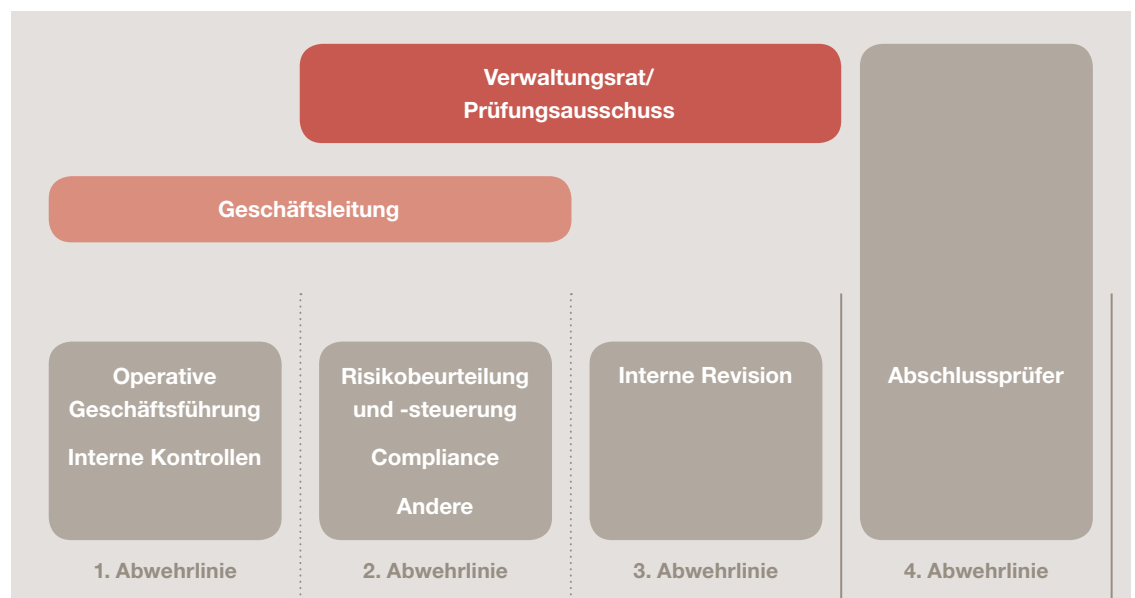 Verwaltungsrat/
Prüfungsausschuss
Geschäftsleitung
Operative
Geschäftsführung
Interne Kontrollen
Risikobeurteilung
und -steuerung
Compliance
Andere
Interne Revision
Abschlussprüfer
1. Abwehrlinie
2. Abwehrlinie
3. Abwehrlinie
4. Abwehrlinie